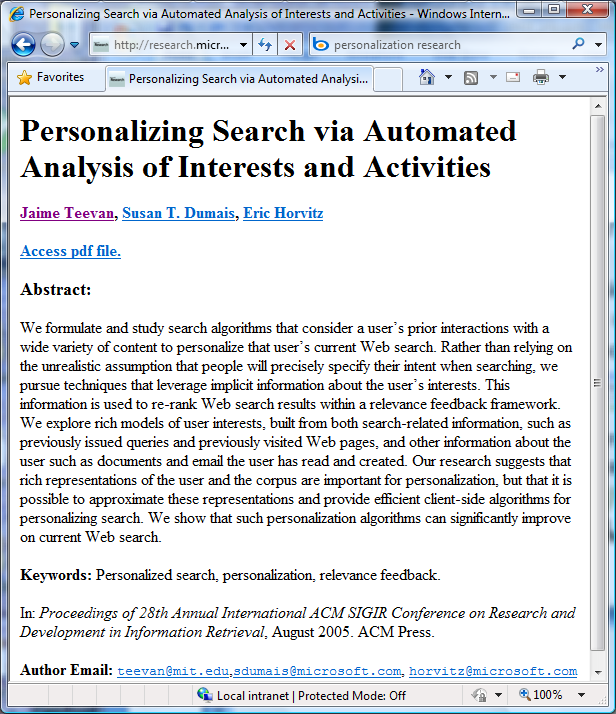 Personalizing Search via Automated Analysis of Interests and Activities - Windows Intern...
http://research.micr... personalization research
Favorites Personalizing Search via Automated Analysi...
Personalizing Search via Automated
Analysis of Interests and Activities
Jaime Teevan, Susan T. Dumais, Eric Horvitz
Access pdf file.
Abstract:
We formulate and study search algorithms that consider a user's prior interactions with a
wide variety of content to personalize that user's current Web search. Rather than relying on
the unrealistic assumption that people will precisely specify their intent when searching, we
pursue techniques that leverage implicit information about the user's interests. This
information is used to re-rank Web search results within a relevance feedback framework.
We explore rich models of user interests, built from both search-related information, such as
previously issued queries and previously visited Web pages, and other information about the
user such as documents and email the user has read and created. Our research suggests that
rich representations of the user and the corpus are important for personalization, but that it is
possible to approximate these representations and provide efficient client-side algorithms for
personalizing search. We show that such personalization algorithms can significantly improve
on current Web search.
Keywords: Personalized search, personalization, relevance feedback.
In: Proceedings of 28th Annual International ACM SIGIR Conference on Research and
Development in Information Retrieval, August 2005. ACM Press.
Author Email: teevan@mit.edu,sdumais@microsoft.com, horvitz@microsoft.com
Local intranet | Protected Mode: Off 100%